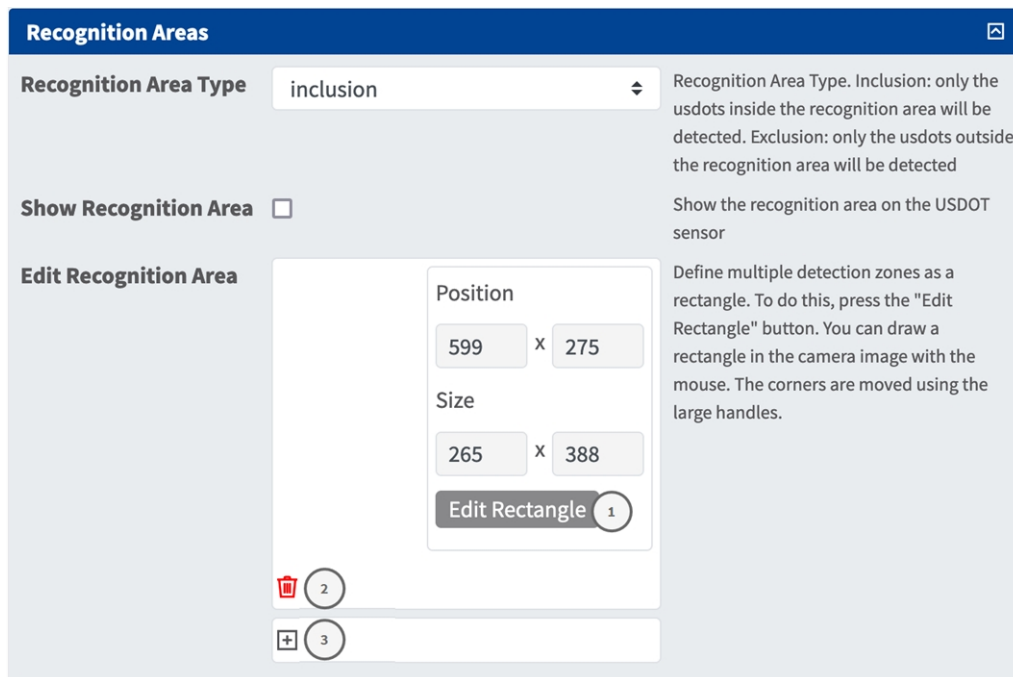 Recognition Areas
Recognition Area Type
inclusion
Recognition Area Type. Inclusion: only the
usdots inside the recognition area will be
detected. Exclusion: only the usdots outside
the recognition area will be detected
Show Recognition Area
Show the recognition area on the USDOT
sensor
Edit Recognition Area
Position
599 x 275
Size
265 x 388
Edit Rectangle 1
2
3
Define multiple detection zones as a
rectangle. To do this, press the "Edit
Rectangle" button. You can draw a
rectangle in the camera image with the
mouse. The corners are moved using the
large handles.